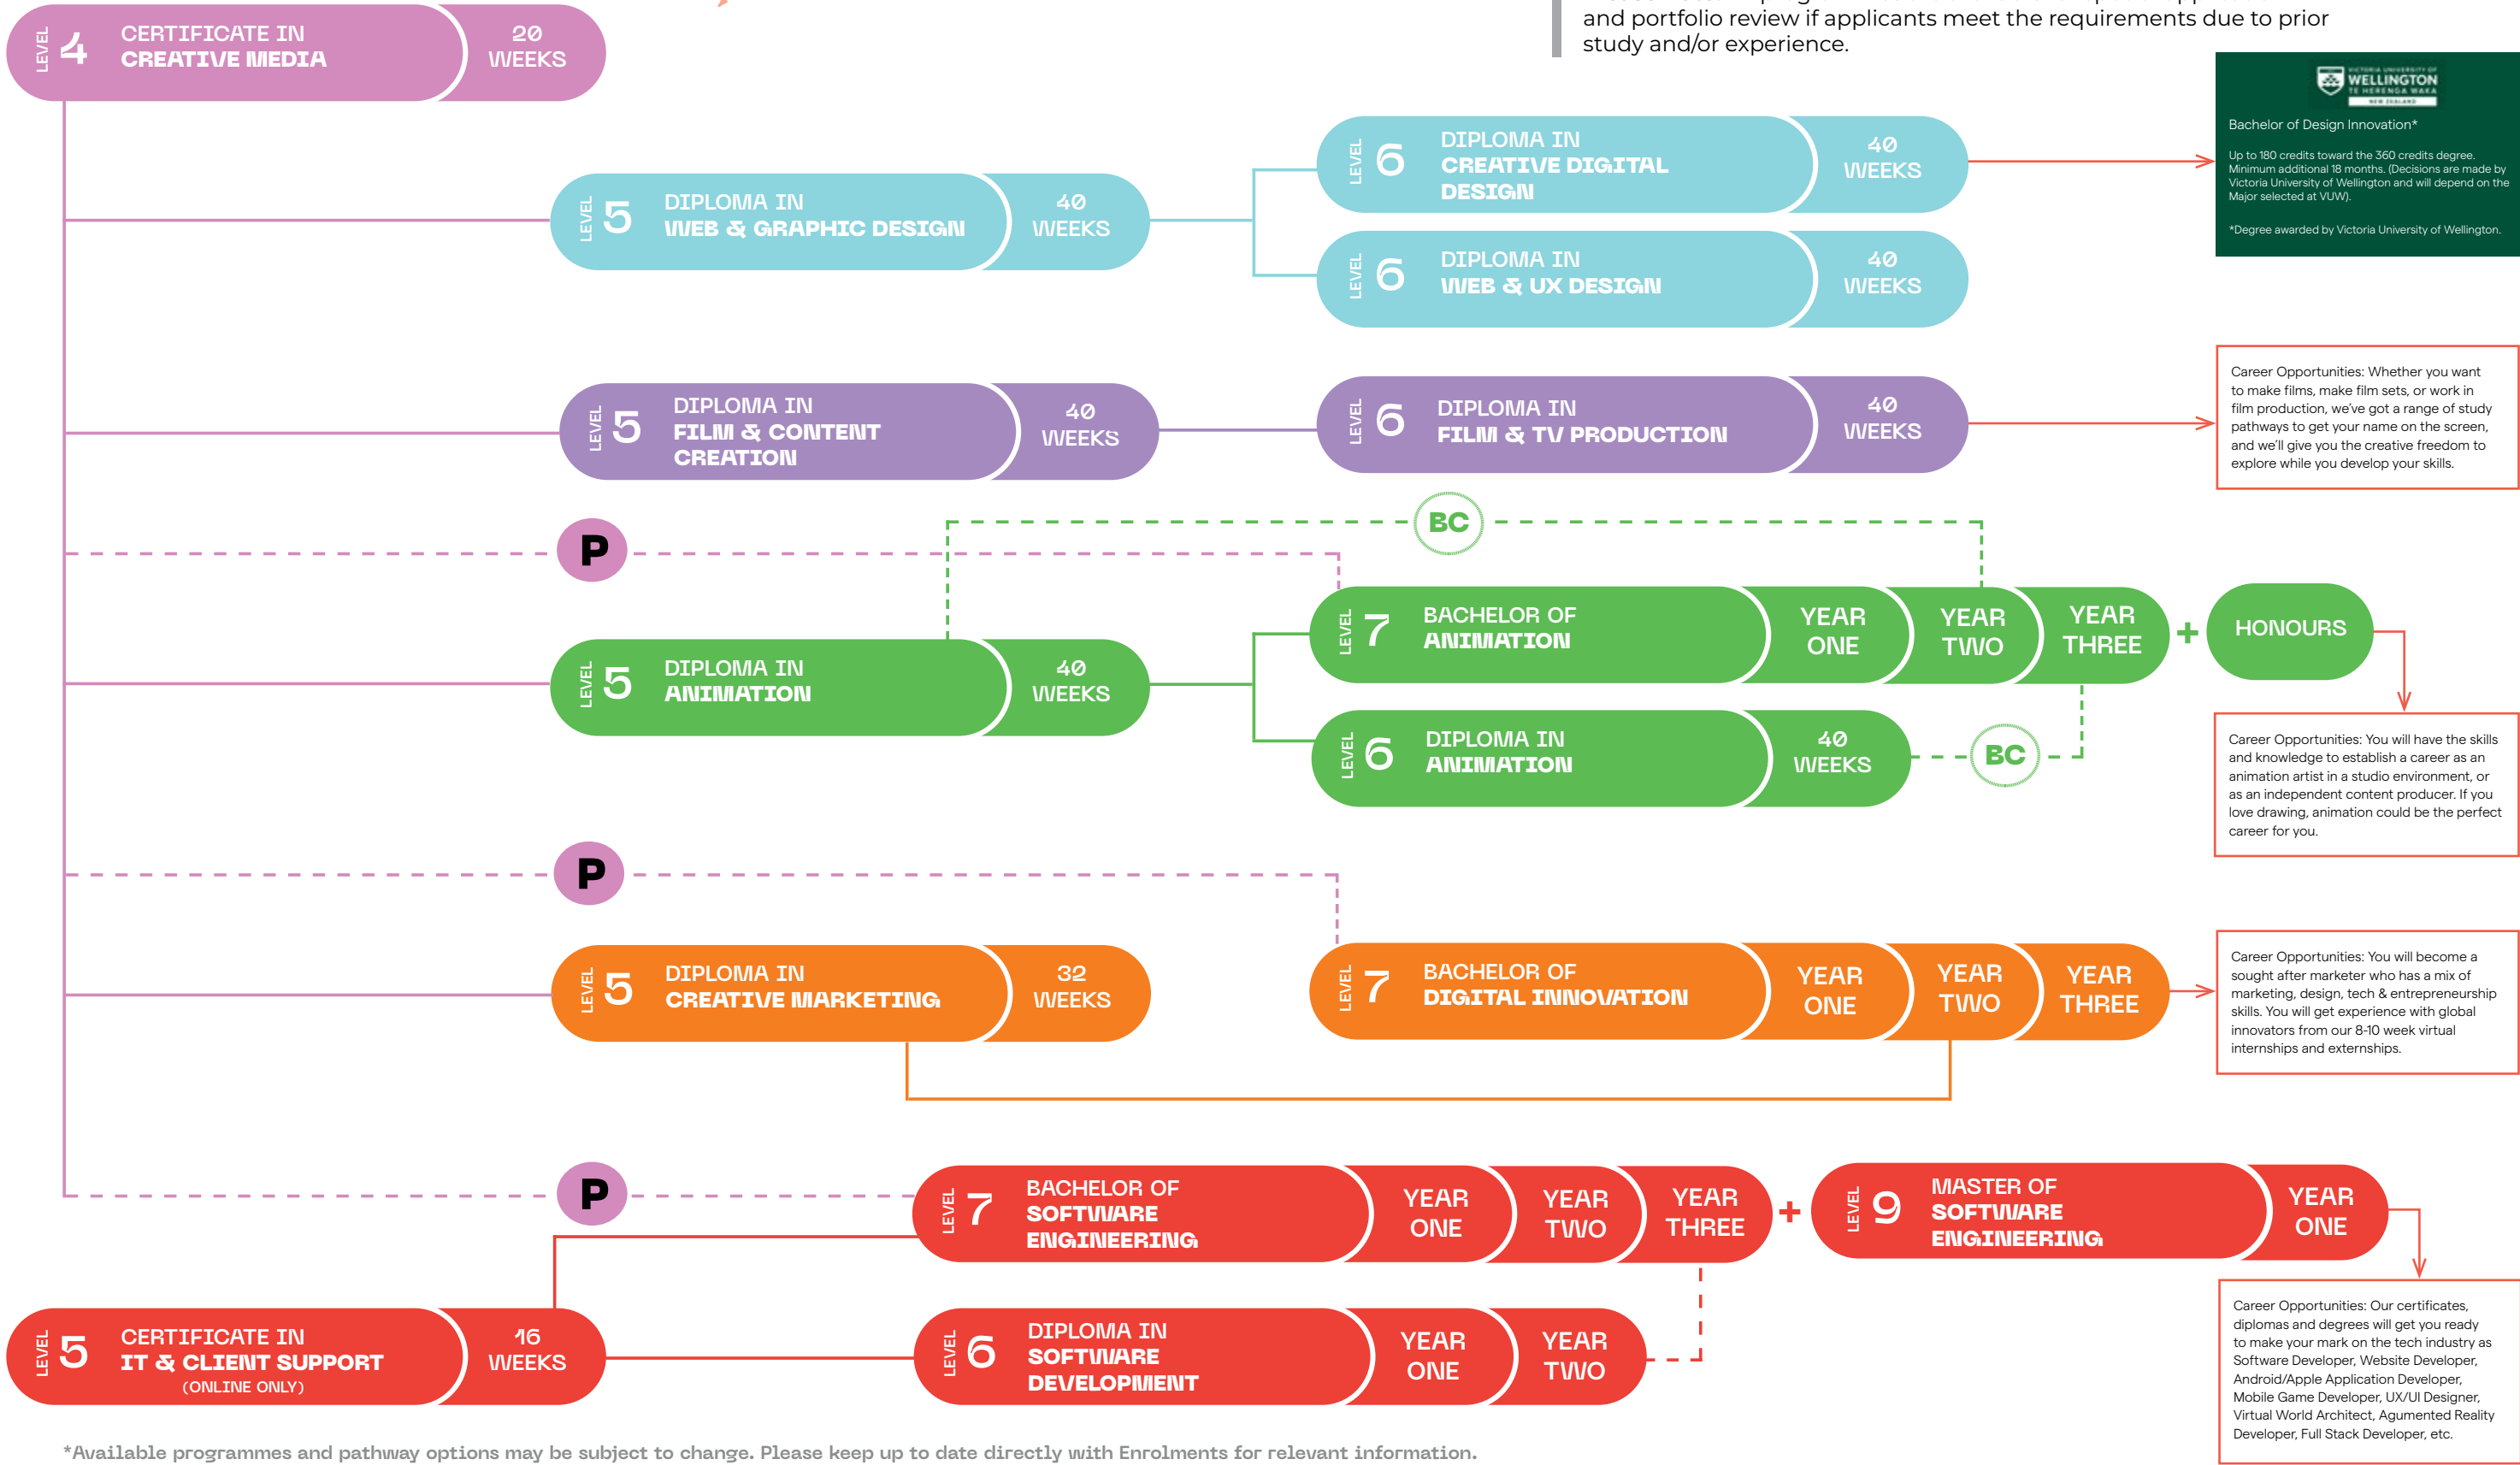 and portfolio review if applicants meet the requirements due to prior
study and/or experience.
LEVEL 4
CERTIFICATE IN
CREATIVE MEDIA
20
WEEKS
VICTORIA UNIVERSITY OF
WELLINGTON
TE HERENGA WAKA
NEW ZEALAND
Bachelor of Design Innovation*
Up to 180 credits toward the 360 credits degree.
Minimum additional 18 months. (Decisions are made by
Victoria University of Wellington and will depend on the
Major selected at VUW).
*Degree awarded by Victoria University of Wellington.
LEVEL 5
DIPLOMA IN
WEB & GRAPHIC DESIGN
40
WEEKS
LEVEL 6
DIPLOMA IN
CREATIVE DIGITAL
DESIGN
40
WEEKS
LEVEL 6
DIPLOMA IN
WEB & UX DESIGN
40
WEEKS
LEVEL 5
DIPLOMA IN
FILM & CONTENT
CREATION
40
WEEKS
LEVEL 6
DIPLOMA IN
FILM & TV PRODUCTION
40
WEEKS
Career Opportunities: Whether you want
to make films, make film sets, or work in
film production, we've got a range of study
pathways to get your name on the screen,
and we'll give you the creative freedom to
explore while you develop your skills.
BC
P
LEVEL 5
DIPLOMA IN
ANIMATION
40
WEEKS
LEVEL 7
BACHELOR OF
ANIMATION
YEAR
ONE
YEAR
TWO
YEAR
THREE
+
HONOURS
LEVEL 6
DIPLOMA IN
ANIMATION
40
WEEKS
BC
Career Opportunities: You will have the skills
and knowledge to establish a career as an
animation artist in a studio environment, or
as an independent content producer. If you
love drawing, animation could be the perfect
career for you.
P
LEVEL 5
DIPLOMA IN
CREATIVE MARKETING
32
WEEKS
LEVEL 7
BACHELOR OF
DIGITAL INNOVATION
YEAR
ONE
YEAR
TWO
YEAR
THREE
Career Opportunities: You will become a
sought after marketer who has a mix of
marketing, design, tech & entrepreneurship
skills. You will get experience with global
innovators from our 8-10 week virtual
internships and externships.
P
LEVEL 7
BACHELOR OF
SOFTWARE
ENGINEERING
YEAR
ONE
YEAR
TWO
YEAR
THREE
+
LEVEL 9
MASTER OF
SOFTWARE
ENGINEERING
YEAR
ONE
LEVEL 5
CERTIFICATE IN
IT & CLIENT SUPPORT
(ONLINE ONLY)
16
WEEKS
LEVEL 6
DIPLOMA IN
SOFTWARE
DEVELOPMENT
YEAR
ONE
YEAR
TWO
Career Opportunities: Our certificates,
diplomas and degrees will get you ready
to make your mark on the tech industry as
Software Developer, Website Developer,
Android/Apple Application Developer,
Mobile Game Developer, UX/UI Designer,
Virtual World Architect, Agumented Reality
Developer, Full Stack Developer, etc.
*Available programmes and pathway options may be subject to change. Please keep up to date directly with Enrolments for relevant information.